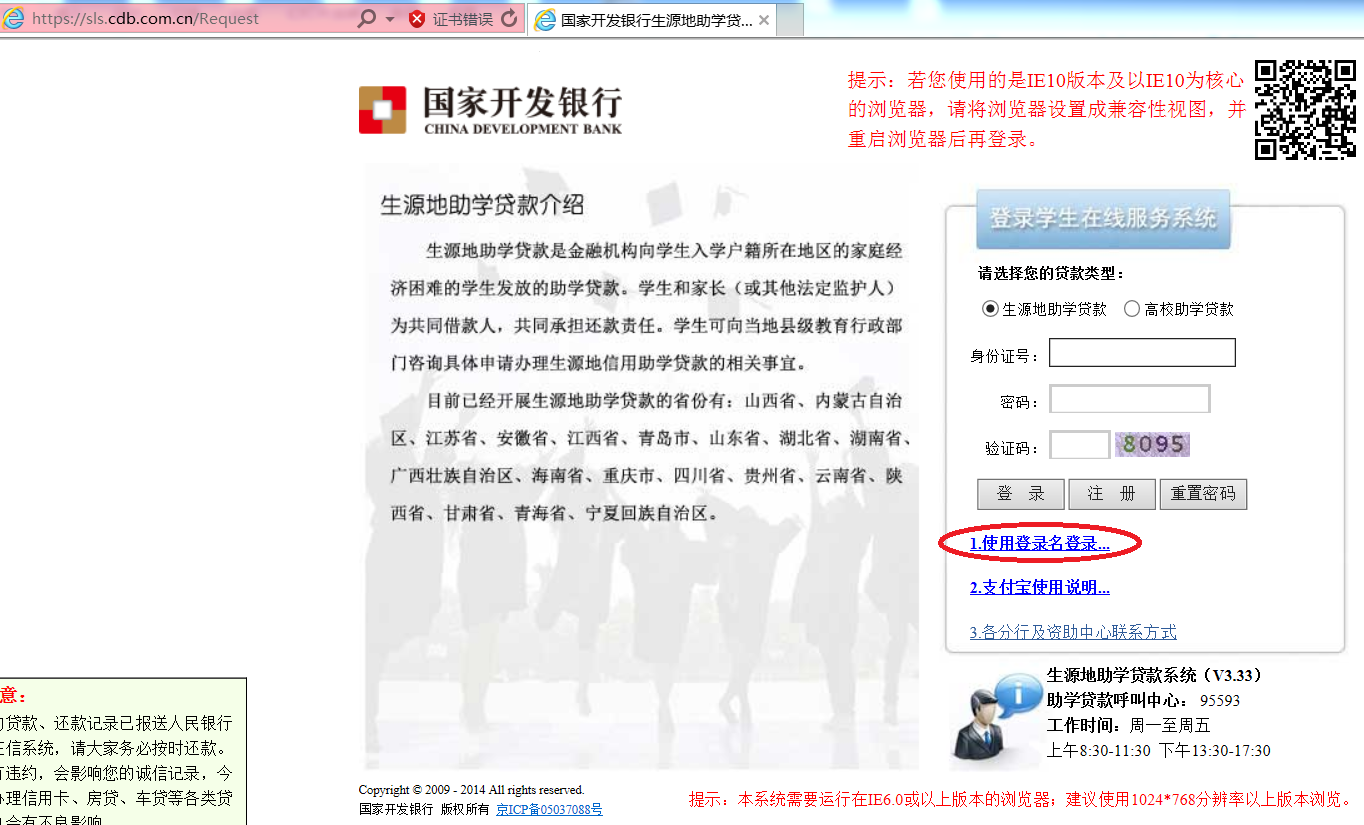 https://sls.cdb.com.cn/Request
证书错误
国家开发银行生源地助学贷...
国家开发银行
CHINA DEVELOPMENT BANK
提示：若您使用的是IE10版本及以IE10为核心
的浏览器，请将浏览器设置成兼容性视图，并
重启浏览器后再登录。
生源地助学贷款介绍
生源地助学贷款是金融机构向学生入学户籍所在地区的家庭经
济困难的学生发放的助学贷款。学生和家长（或其他法定监护人）
为共同借款人，共同承担还款责任。学生可向当地县级教育行政部
门咨询具体申请办理生源地信用助学贷款的相关事宜。
目前已经开展生源地助学贷款的省份有：山西省、内蒙古自治
区、江苏省、安徽省、江西省、青岛市、山东省、湖北省、湖南省、
广西壮族自治区、海南省、重庆市、四川省、贵州省、云南省、陕
西省、甘肃省、青海省、宁夏回族自治区。
登录学生在线服务系统
请选择您的贷款类型：
生源地助学贷款 高校助学贷款
身份证号：
密码：
验证码： 8095
登 录 注 册 重置密码
1.使用登录名登录...
2.支付宝使用说明...
3.各分行及资助中心联系方式
生源地助学贷款系统（V3.33）
助学贷款呼叫中心： 95593
工作时间：周一至周五
上午8:30-11:30 下午13:30-17:30
意：
贷款、还款记录已报送人民银行
信系统，请大家务必按时还款。
违约，会影响您的诚信记录，今
理信用卡、房贷、车贷等各类贷
会有不良影响
Copyright © 2009 - 2014 All rights reserved.
国家开发银行 版权所有 京ICP备05037088号
提示：本系统需要运行在IE6.0或以上版本的浏览器；建议使用1024*768分辨率以上版本浏览。